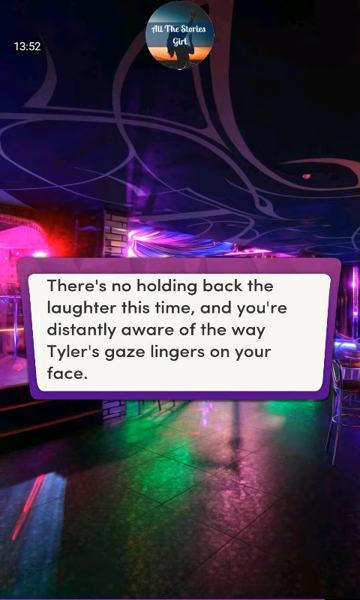 13:52
All The Stories
Girl
There's no holding back the
laughter this time, and you're
distantly aware of the way
Tyler's gaze lingers on your
face.